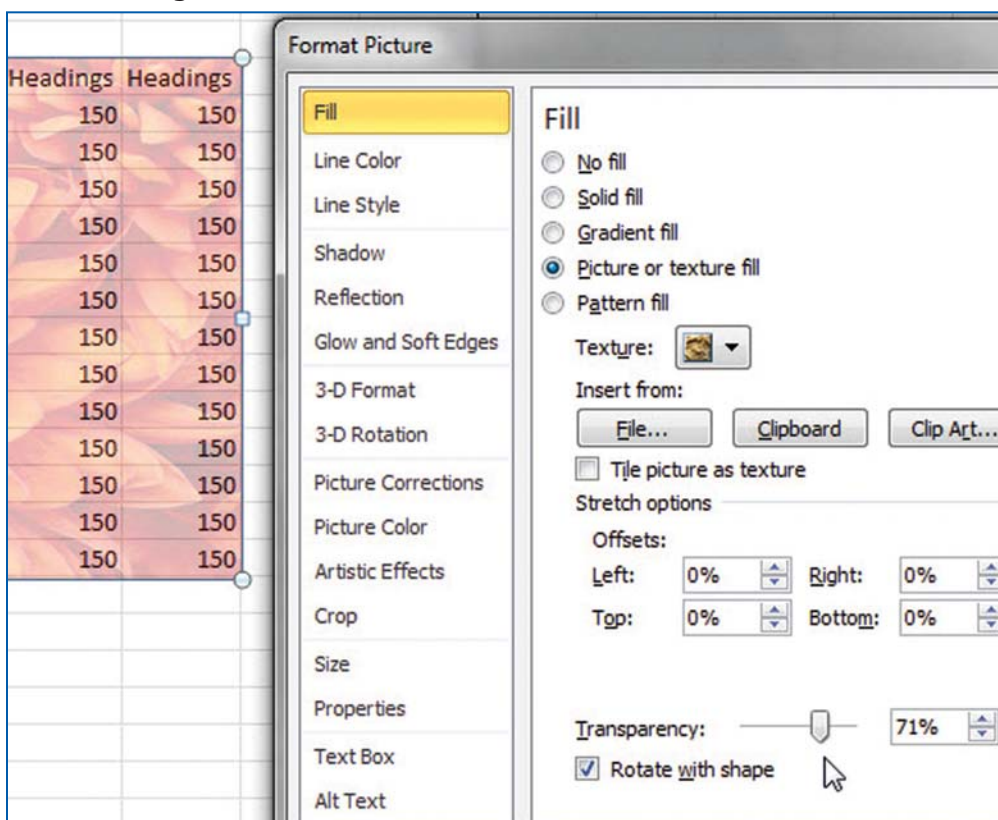 Headings Headings
150 150
150 150
150 150
150 150
150 150
150 150
150 150
150 150
150 150
150 150
150 150
150 150
150 150
Format Picture
Fill
Line Color
Line Style
Shadow
Reflection
Glow and Soft Edges
3-D Format
3-D Rotation
Picture Corrections
Picture Color
Artistic Effects
Crop
Size
Properties
Text Box
Alt Text
Fill
No fill
Solid fill
Gradient fill
Picture or texture fill
Pattern fill
Texture:
Insert from:
File... Clipboard Clip Art...
Tile picture as texture
Stretch options
Offsets:
Left: 0% Right: 0%
Top: 0% Bottom: 0%
Transparency: 71%
Rotate with shape